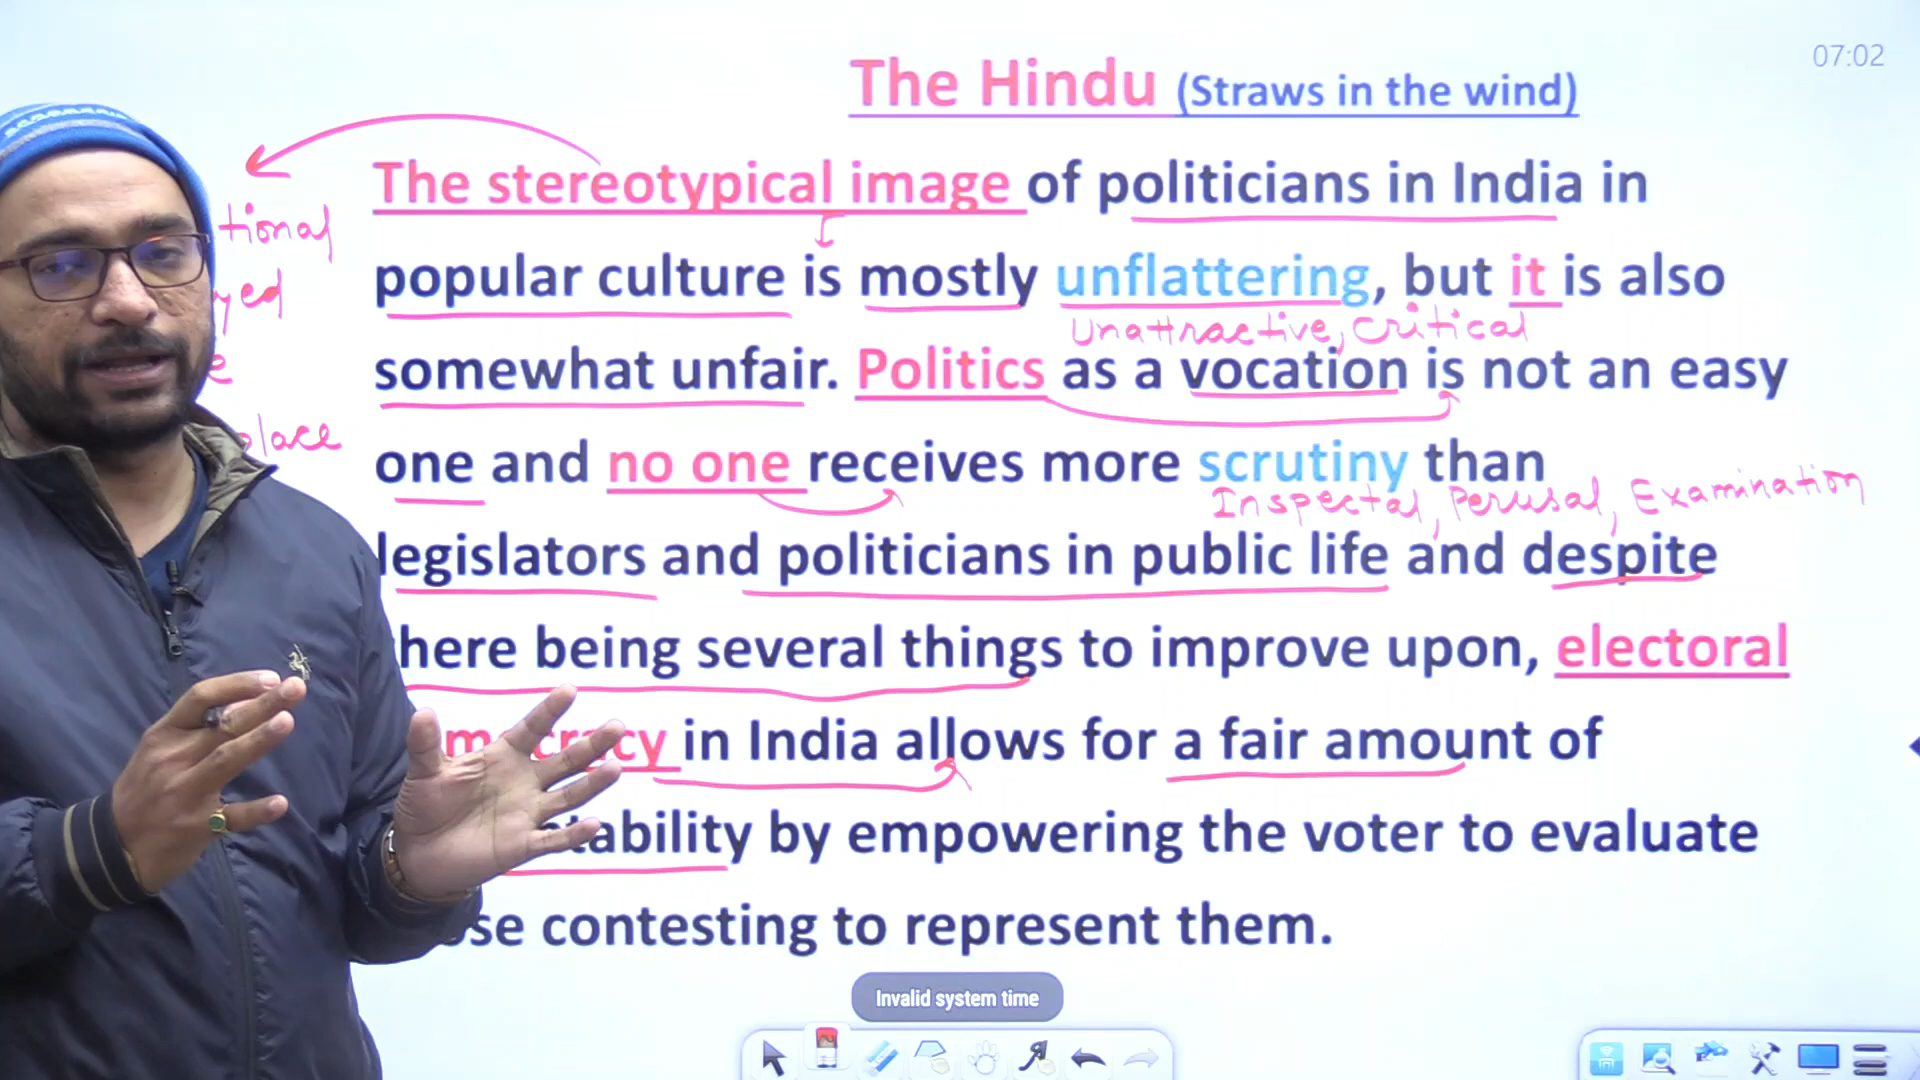 07:02
The Hindu (Straws in the wind)
The stereotypical image of politicians in India in
tional
popular culture is mostly unflattering, but it is also
yed
Unattractive, Critical
somewhat unfair. Politics as a vocation is not an easy
e
place
one and no one receives more scrutiny than
Inspectal, Perusal, Examination
legislators and politicians in public life and despite
here being several things to improve upon, electoral
mocracy in India allows for a fair amount of
tability by empowering the voter to evaluate
se contesting to represent them.
Invalid system time